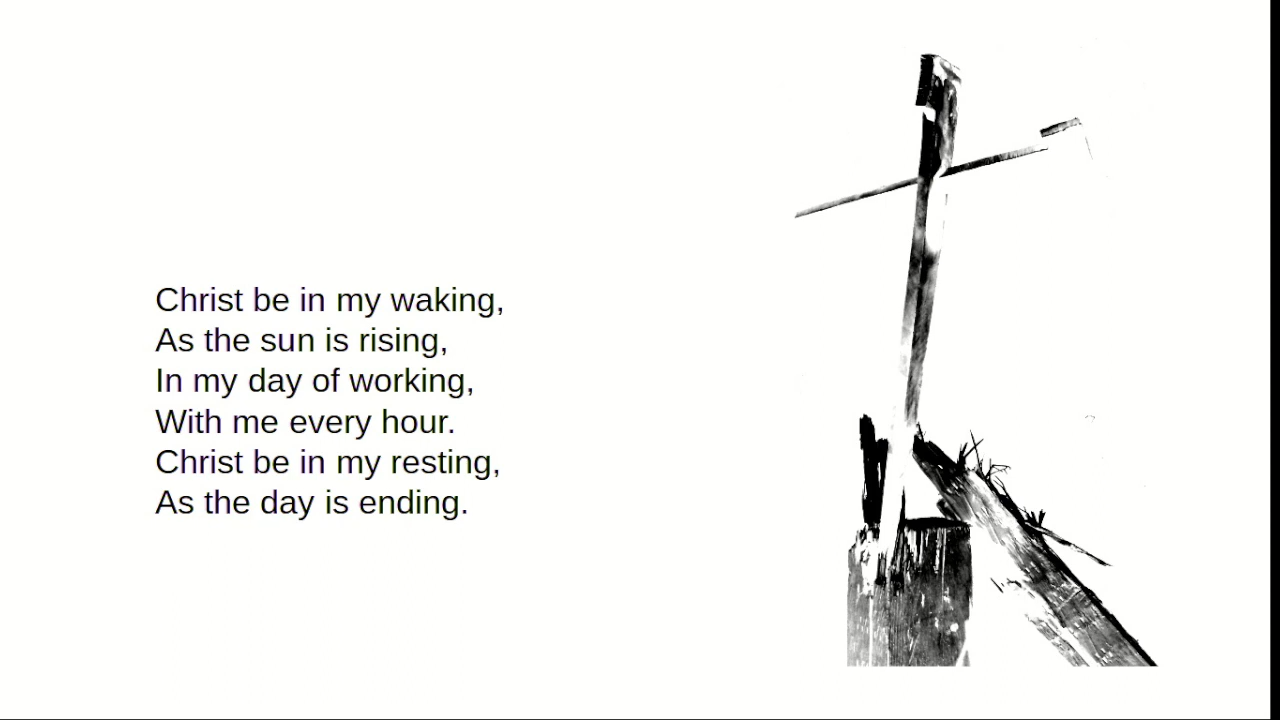 Christ be in my waking,
As the sun is rising,
In my day of working,
With me every hour.
Christ be in my resting,
As the day is ending.